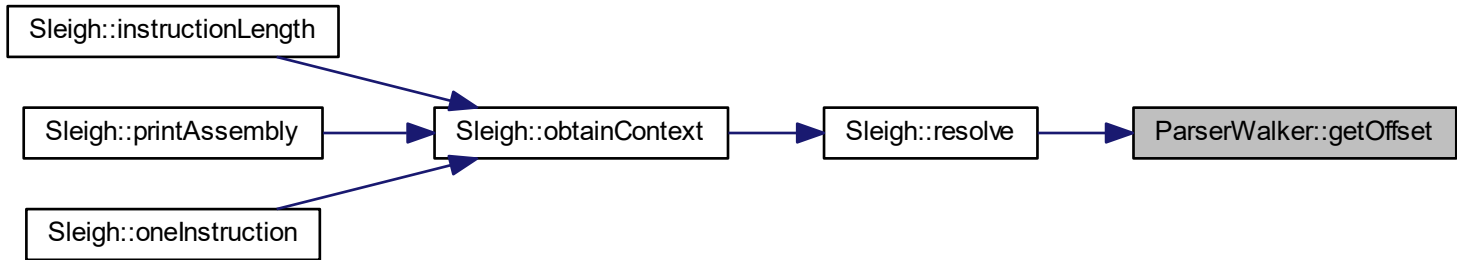 Sleigh::instructionLength
Sleigh::printAssembly
Sleigh::obtainContext
Sleigh::resolve
ParserWalker::getOffset
Sleigh::oneInstruction